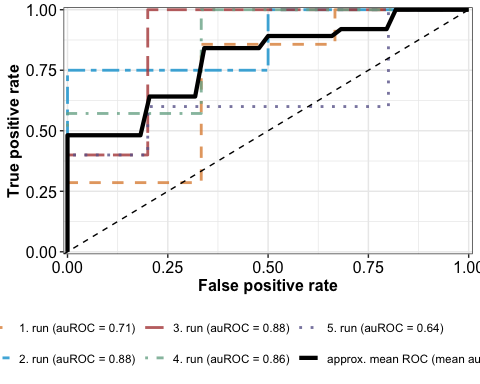 1.00
0.75
0.50
0.25
0.00
True positive rate
0.00 0.25 0.50 0.75 1.00
False positive rate
1. run (auROC = 0.71) 3. run (auROC = 0.88) 5. run (auROC = 0.64)
2. run (auROC = 0.88) 4. run (auROC = 0.86) approx. mean ROC (mean au